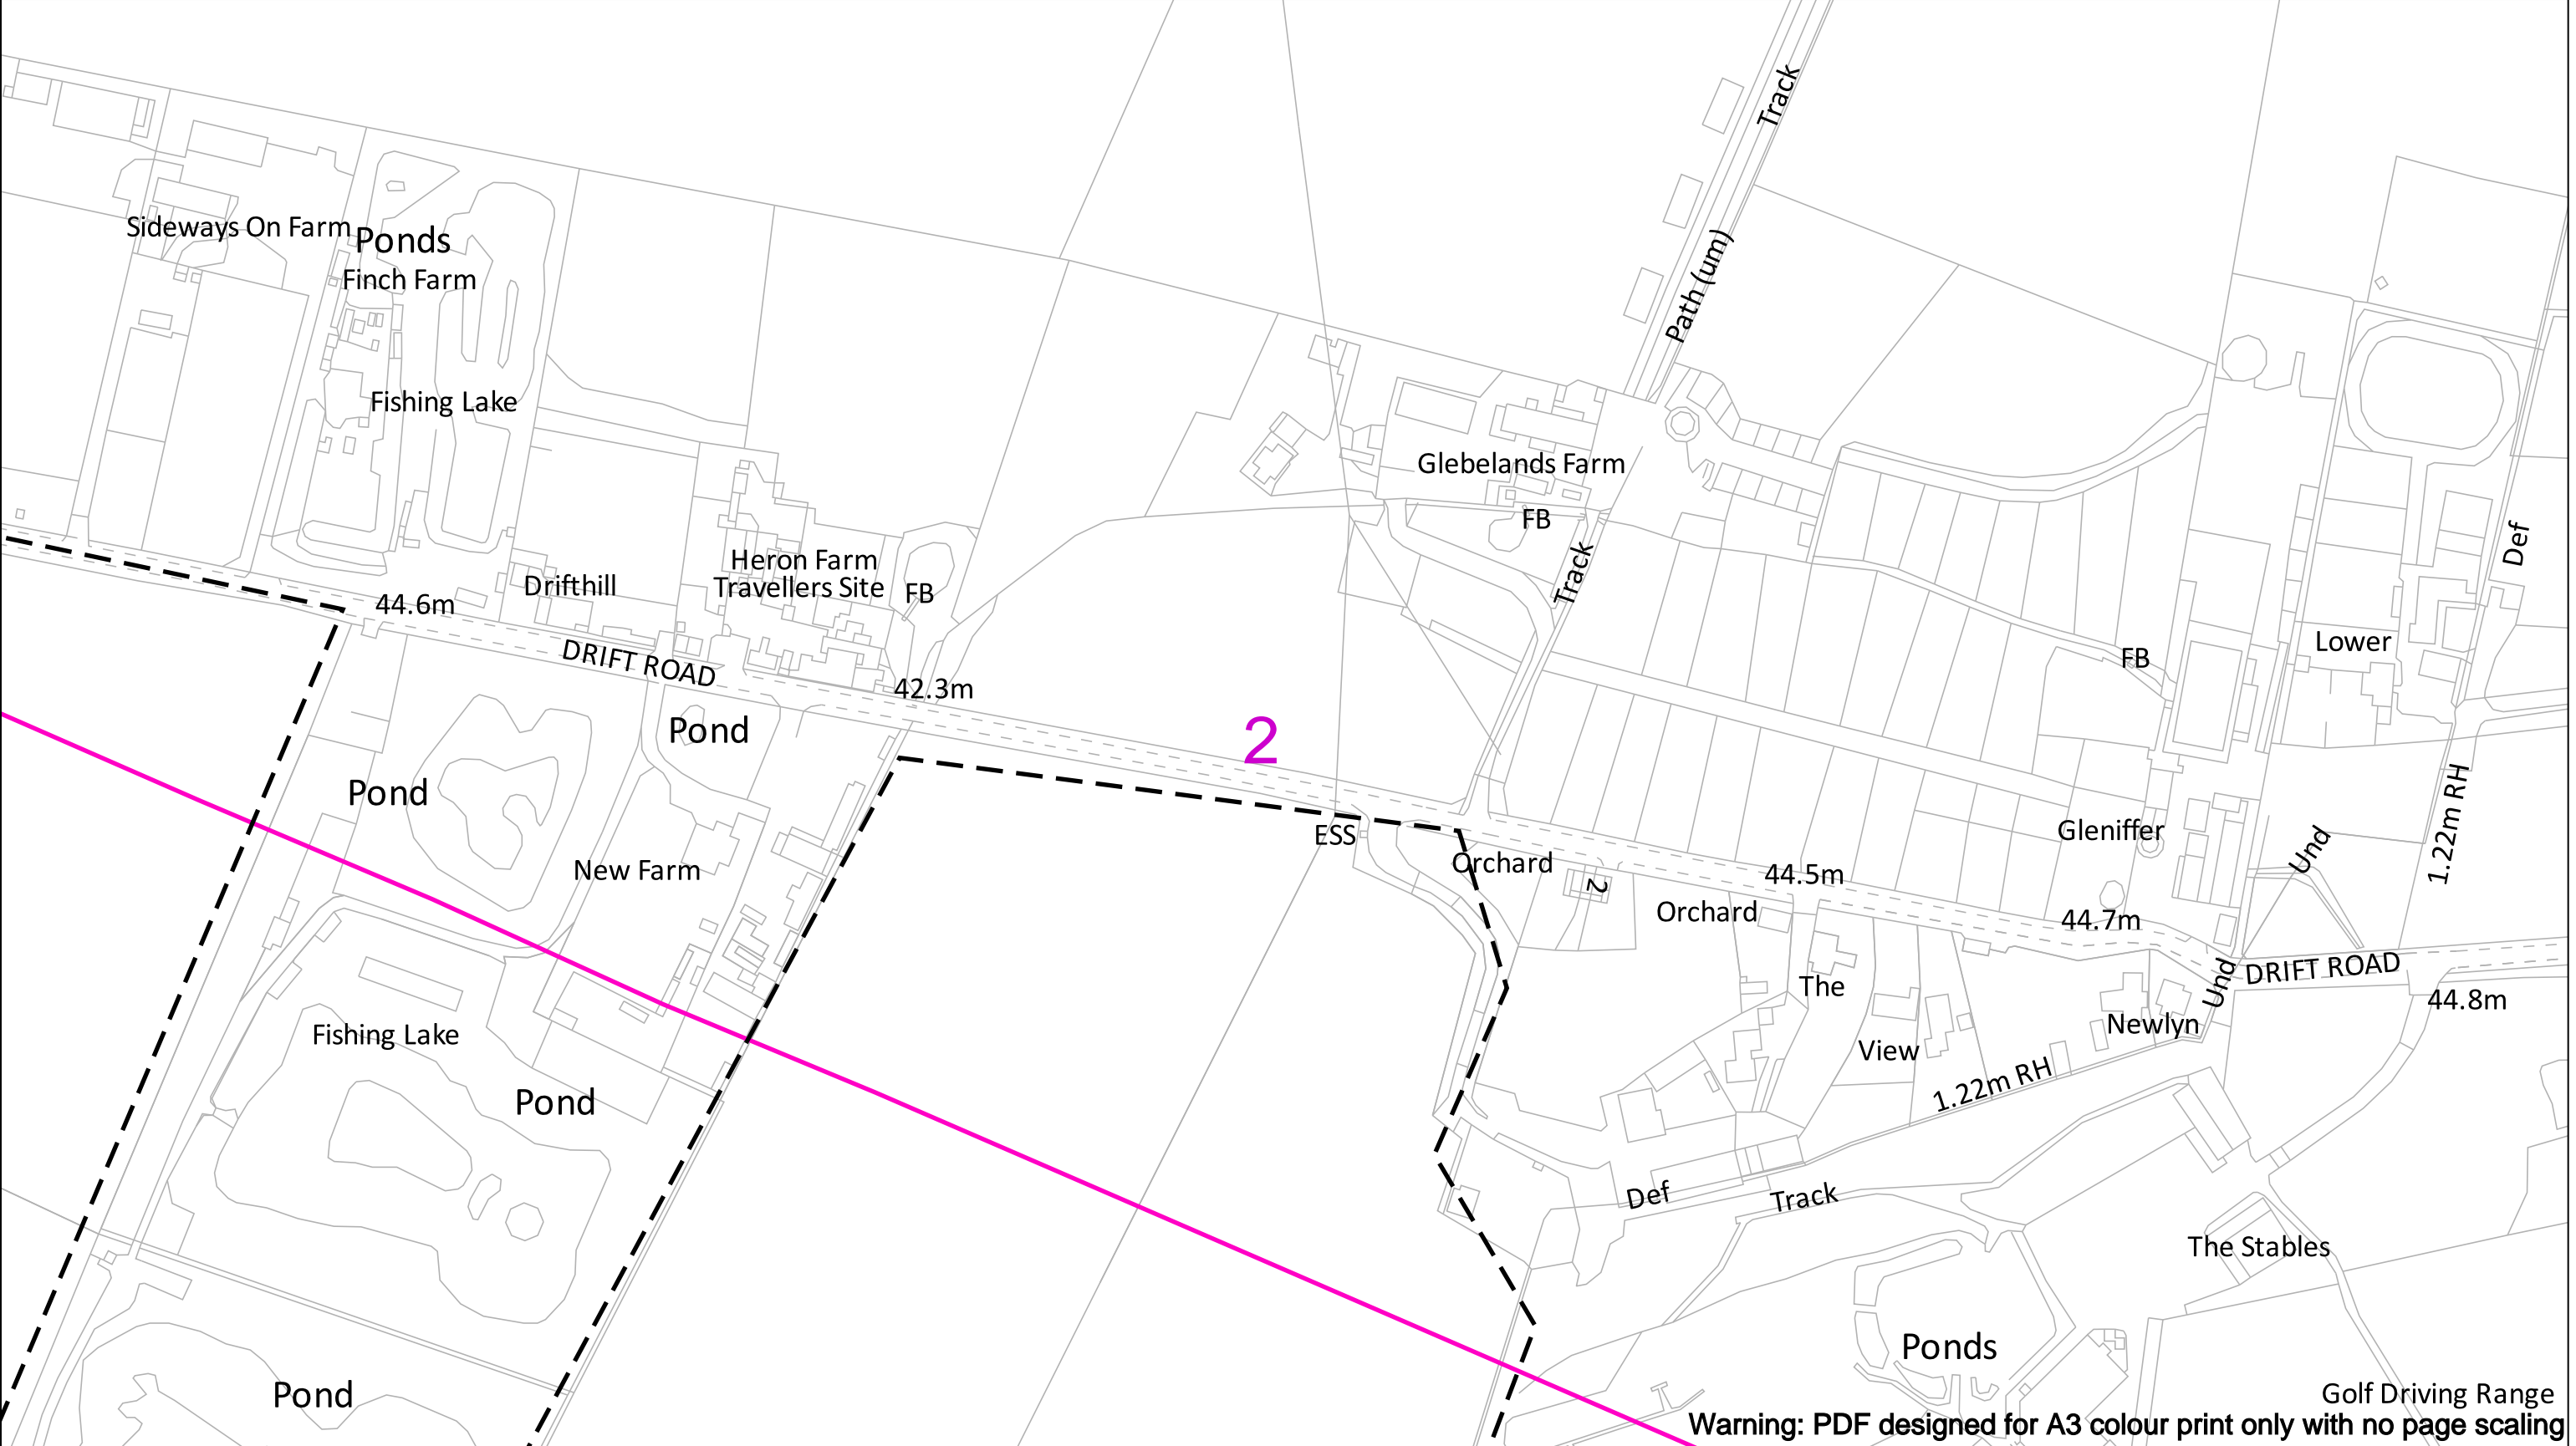 Track
Sideways On Farm
Ponds
Finch Farm
Path (um)
Fishing Lake
Glebelands Farm
FB
Def
Heron Farm
Travellers Site
Drifthill
FB
Track
44.6m
Lower
DRIFT ROAD
FB
42.3m
Pond
2
Pond
1.22m RH
ESS
Gleniffer
Und
Orchard
New Farm
2
44.5m
Orchard
44.7m
DRIFT ROAD
The
Und
44.8m
Newlyn
Fishing Lake
View
1.22m RH
Pond
Def
Track
The Stables
Ponds
Pond
Golf Driving Range
Warning: PDF designed for A3 colour print only with no page scaling